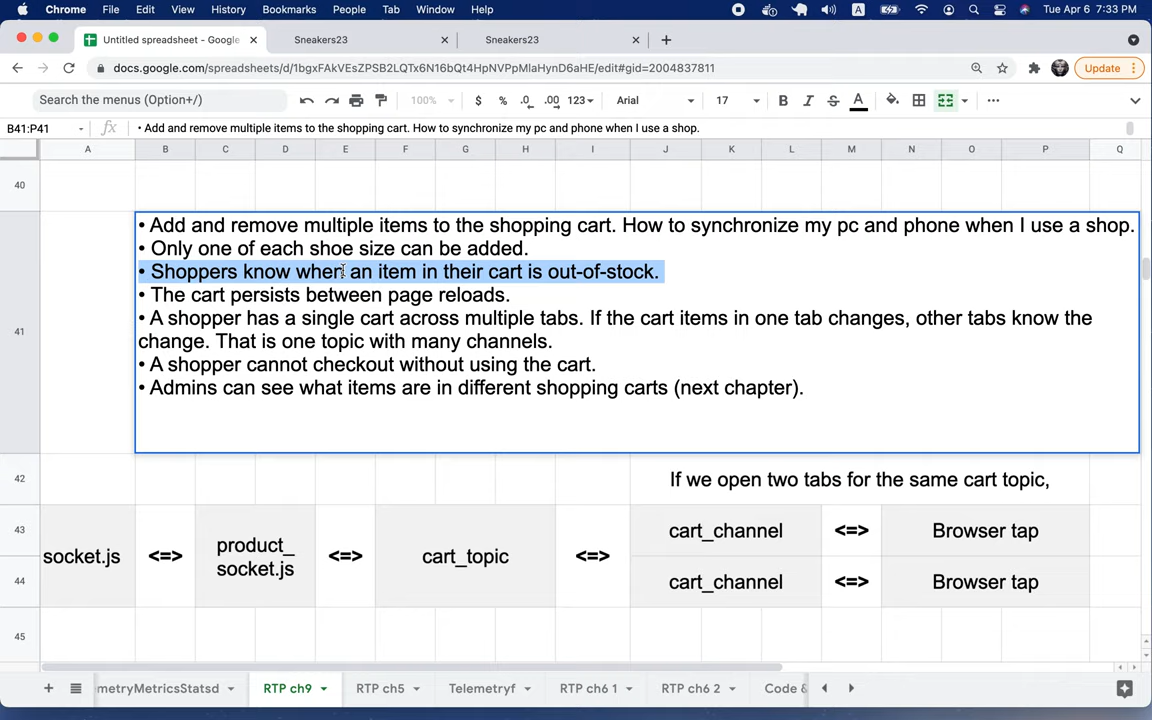 Chrome File Edit View History Bookmarks People Tab Window Help Tue Apr 6 7:33 PM
Untitled spreadsheet - Google Sneakers23 Sneakers23
docs.google.com/spreadsheets/d/1bgxFAkVEsZPSB2LQTx6N16bQt4HpNVPpMlaHynD6aHE/edit#gid=2004837811 Update
Search the menus (Option+/) 100% $ % .0 .00 123 Arial 17 B I S A
B41:P41 fx • Add and remove multiple items to the shopping cart. How to synchronize my pc and phone when I use a shop.
A B C D E F G H I J K L M N O P Q
40
• Add and remove multiple items to the shopping cart. How to synchronize my pc and phone when I use a shop.
• Only one of each shoe size can be added.
• Shoppers know when an item in their cart is out-of-stock.
• The cart persists between page reloads.
41
• A shopper has a single cart across multiple tabs. If the cart items in one tab changes, other tabs know the
change. That is one topic with many channels.
• A shopper cannot checkout without using the cart.
• Admins can see what items are in different shopping carts (next chapter).
42 If we open two tabs for the same cart topic,
43 cart_channel <=> Browser tap
socket.js <=> product_
socket.js <=> cart_topic <=>
44 cart_channel <=> Browser tap
45
metryMetricsStatsd RTP ch9 RTP ch5 Telemetryf RTP ch6 1 RTP ch6 2 Code &